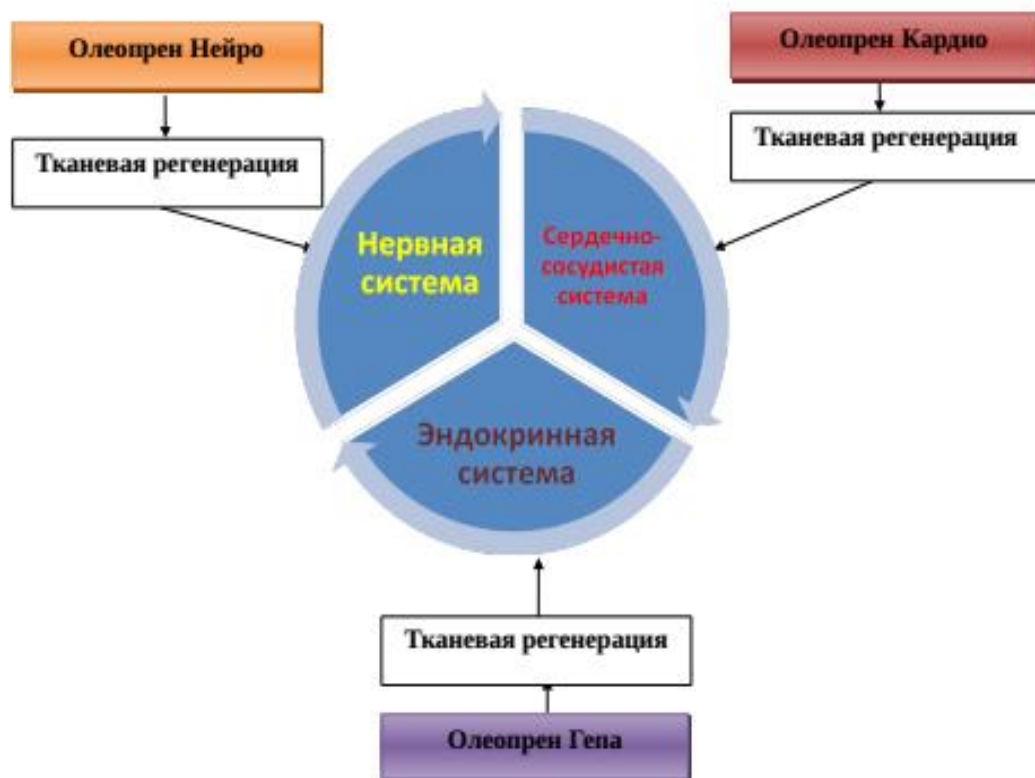 Олеопрен Нейро
Олеопрен Кардио
Тканевая регенерация
Тканевая регенерация
Нервная
система
Сердечно-
сосудистая
система
Эндокринная
система
Тканевая регенерация
Олеопрен Гепа